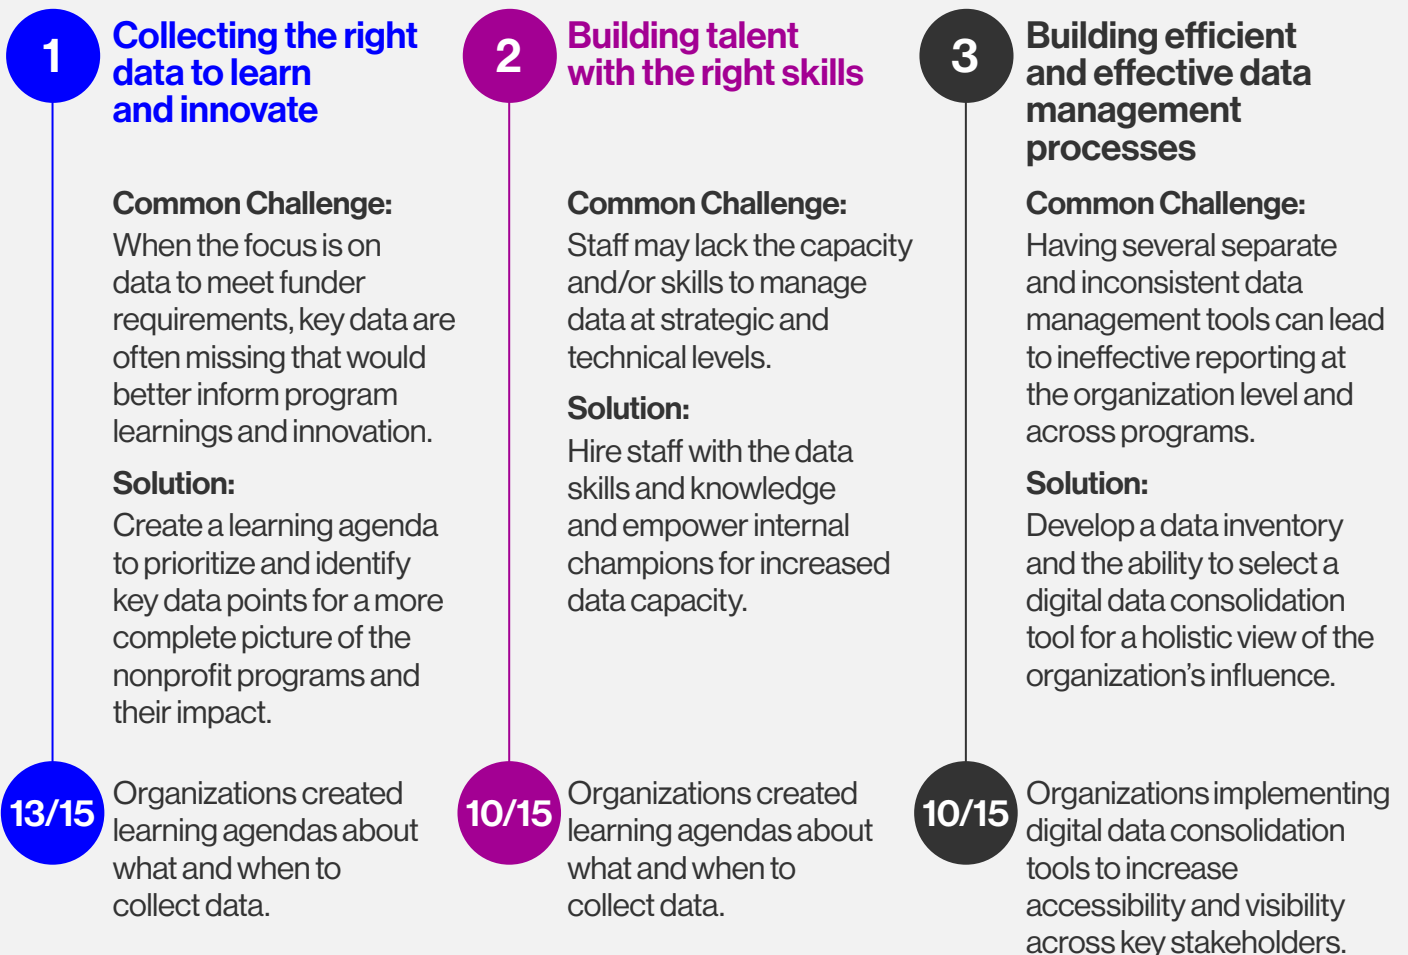 1
Collecting the right
data to learn
and innovate
Common Challenge:
When the focus is on
data to meet funder
requirements, key data are
often missing that would
better inform program
learnings and innovation.
Solution:
Create a learning agenda
to prioritize and identify
key data points for a more
complete picture of the
nonprofit programs and
their impact.
13/15
Organizations created
learning agendas about
what and when to
collect data.
2
Building talent
with the right skills
Common Challenge:
Staff may lack the capacity
and/or skills to manage
data at strategic and
technical levels.
Solution:
Hire staff with the data
skills and knowledge
and empower internal
champions for increased
data capacity.
10/15
Organizations created
learning agendas about
what and when to
collect data.
3
Building efficient
and effective data
management
processes
Common Challenge:
Having several separate
and inconsistent data
management tools can lead
to ineffective reporting at
the organization level and
across programs.
Solution:
Develop a data inventory
and the ability to select a
digital data consolidation
tool for a holistic view of the
organization’s influence.
10/15
Organizations implementing
digital data consolidation
tools to increase
accessibility and visibility
across key stakeholders.